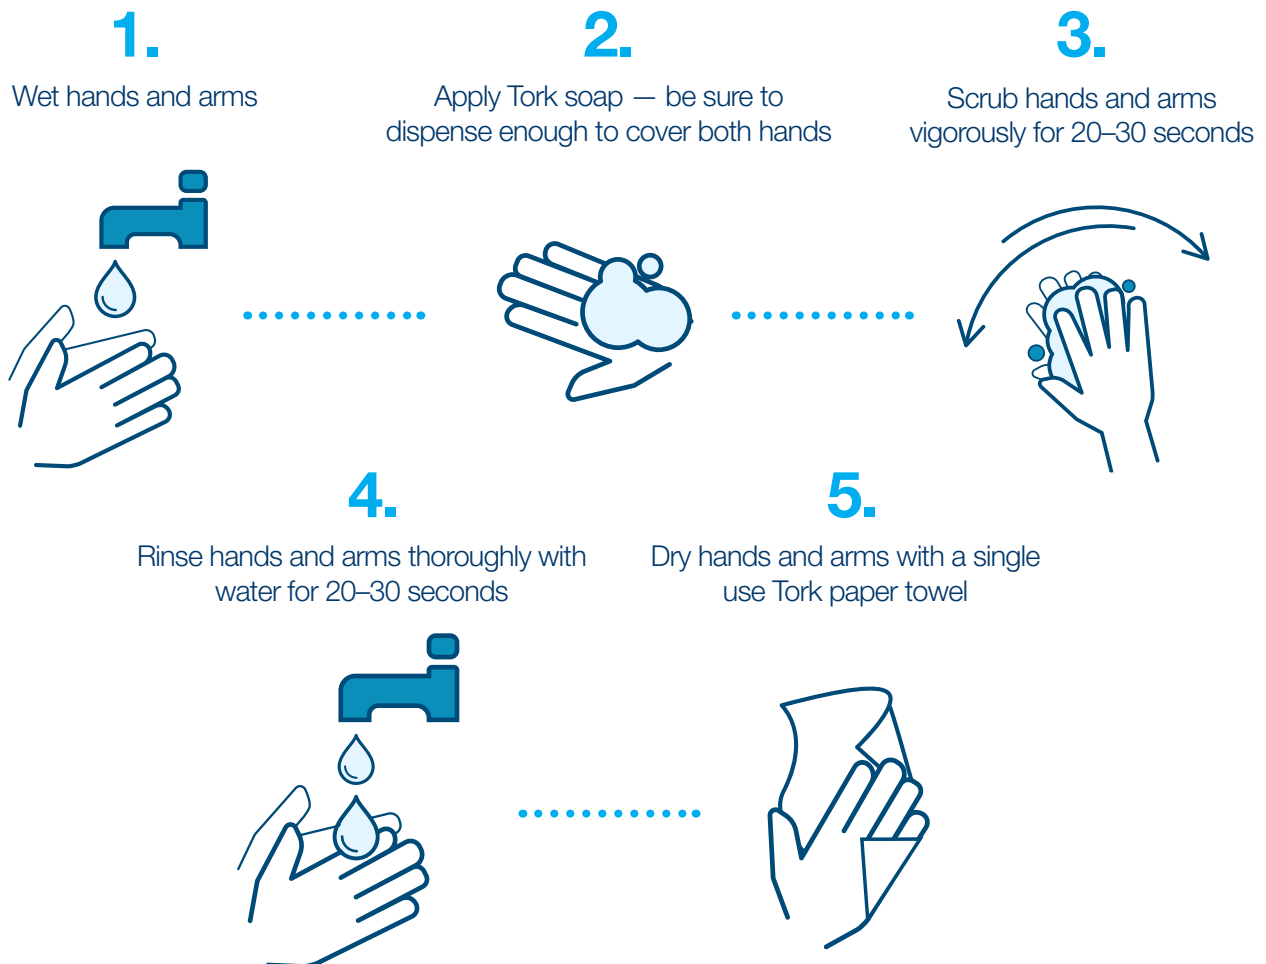 1.
Wet hands and arms
2.
Apply Tork soap — be sure to
dispense enough to cover both hands
3.
Scrub hands and arms
vigorously for 20–30 seconds
4.
Rinse hands and arms thoroughly with
water for 20–30 seconds
5.
Dry hands and arms with a single
use Tork paper towel